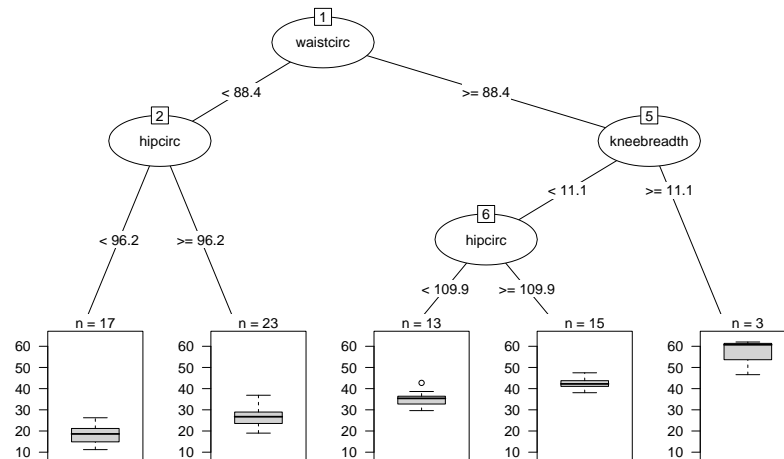 1
waistcirc
< 88.4 >= 88.4
2 5
hipcirc kneebreadth
< 11.1 >= 11.1
6
< 96.2 >= 96.2 hipcirc
< 109.9 >= 109.9
n = 17 n = 23 n = 13 n = 15 n = 3
60 60 60 60 60
50 50 50 50 50
40 40 40 40 40
30 30 30 30 30
20 20 20 20 20
10 10 10 10 10